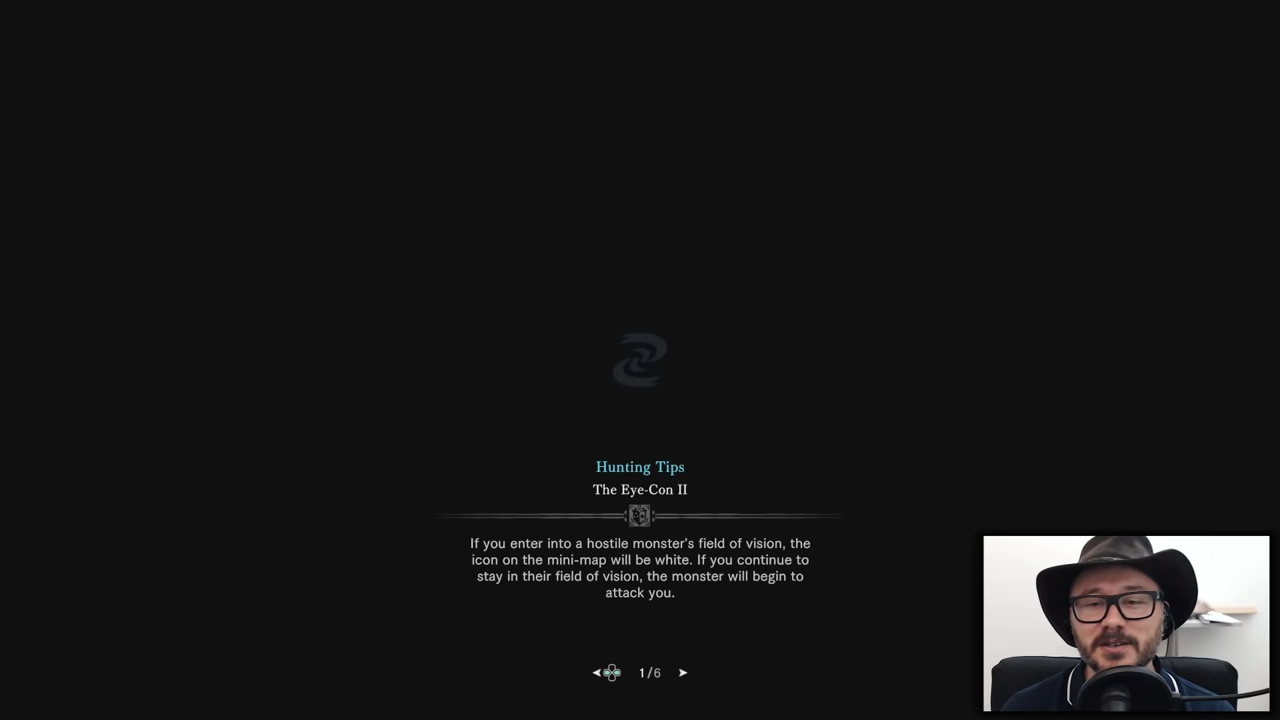 Hunting Tips
The Eye-Con II
If you enter into a hostile monster's field of vision, the
icon on the mini-map will be white. If you continue to
stay in their field of vision, the monster will begin to
attack you.
1/6